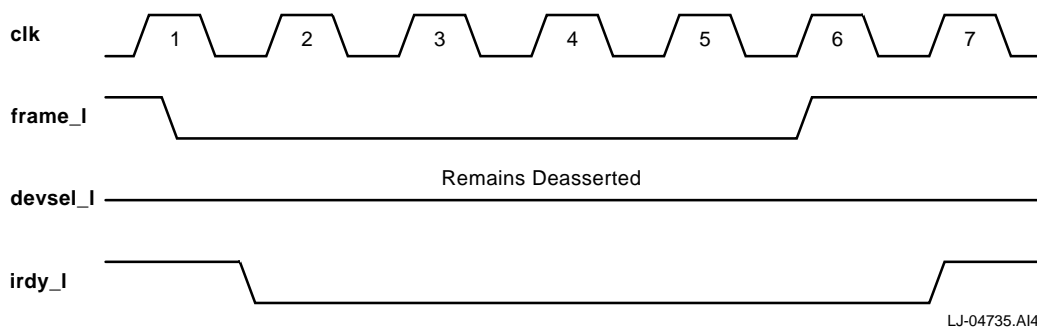 clk 1 2 3 4 5 6 7
frame_l
Remains Deasserted
devsel_l
irdy_l
LJ-04735.AI4